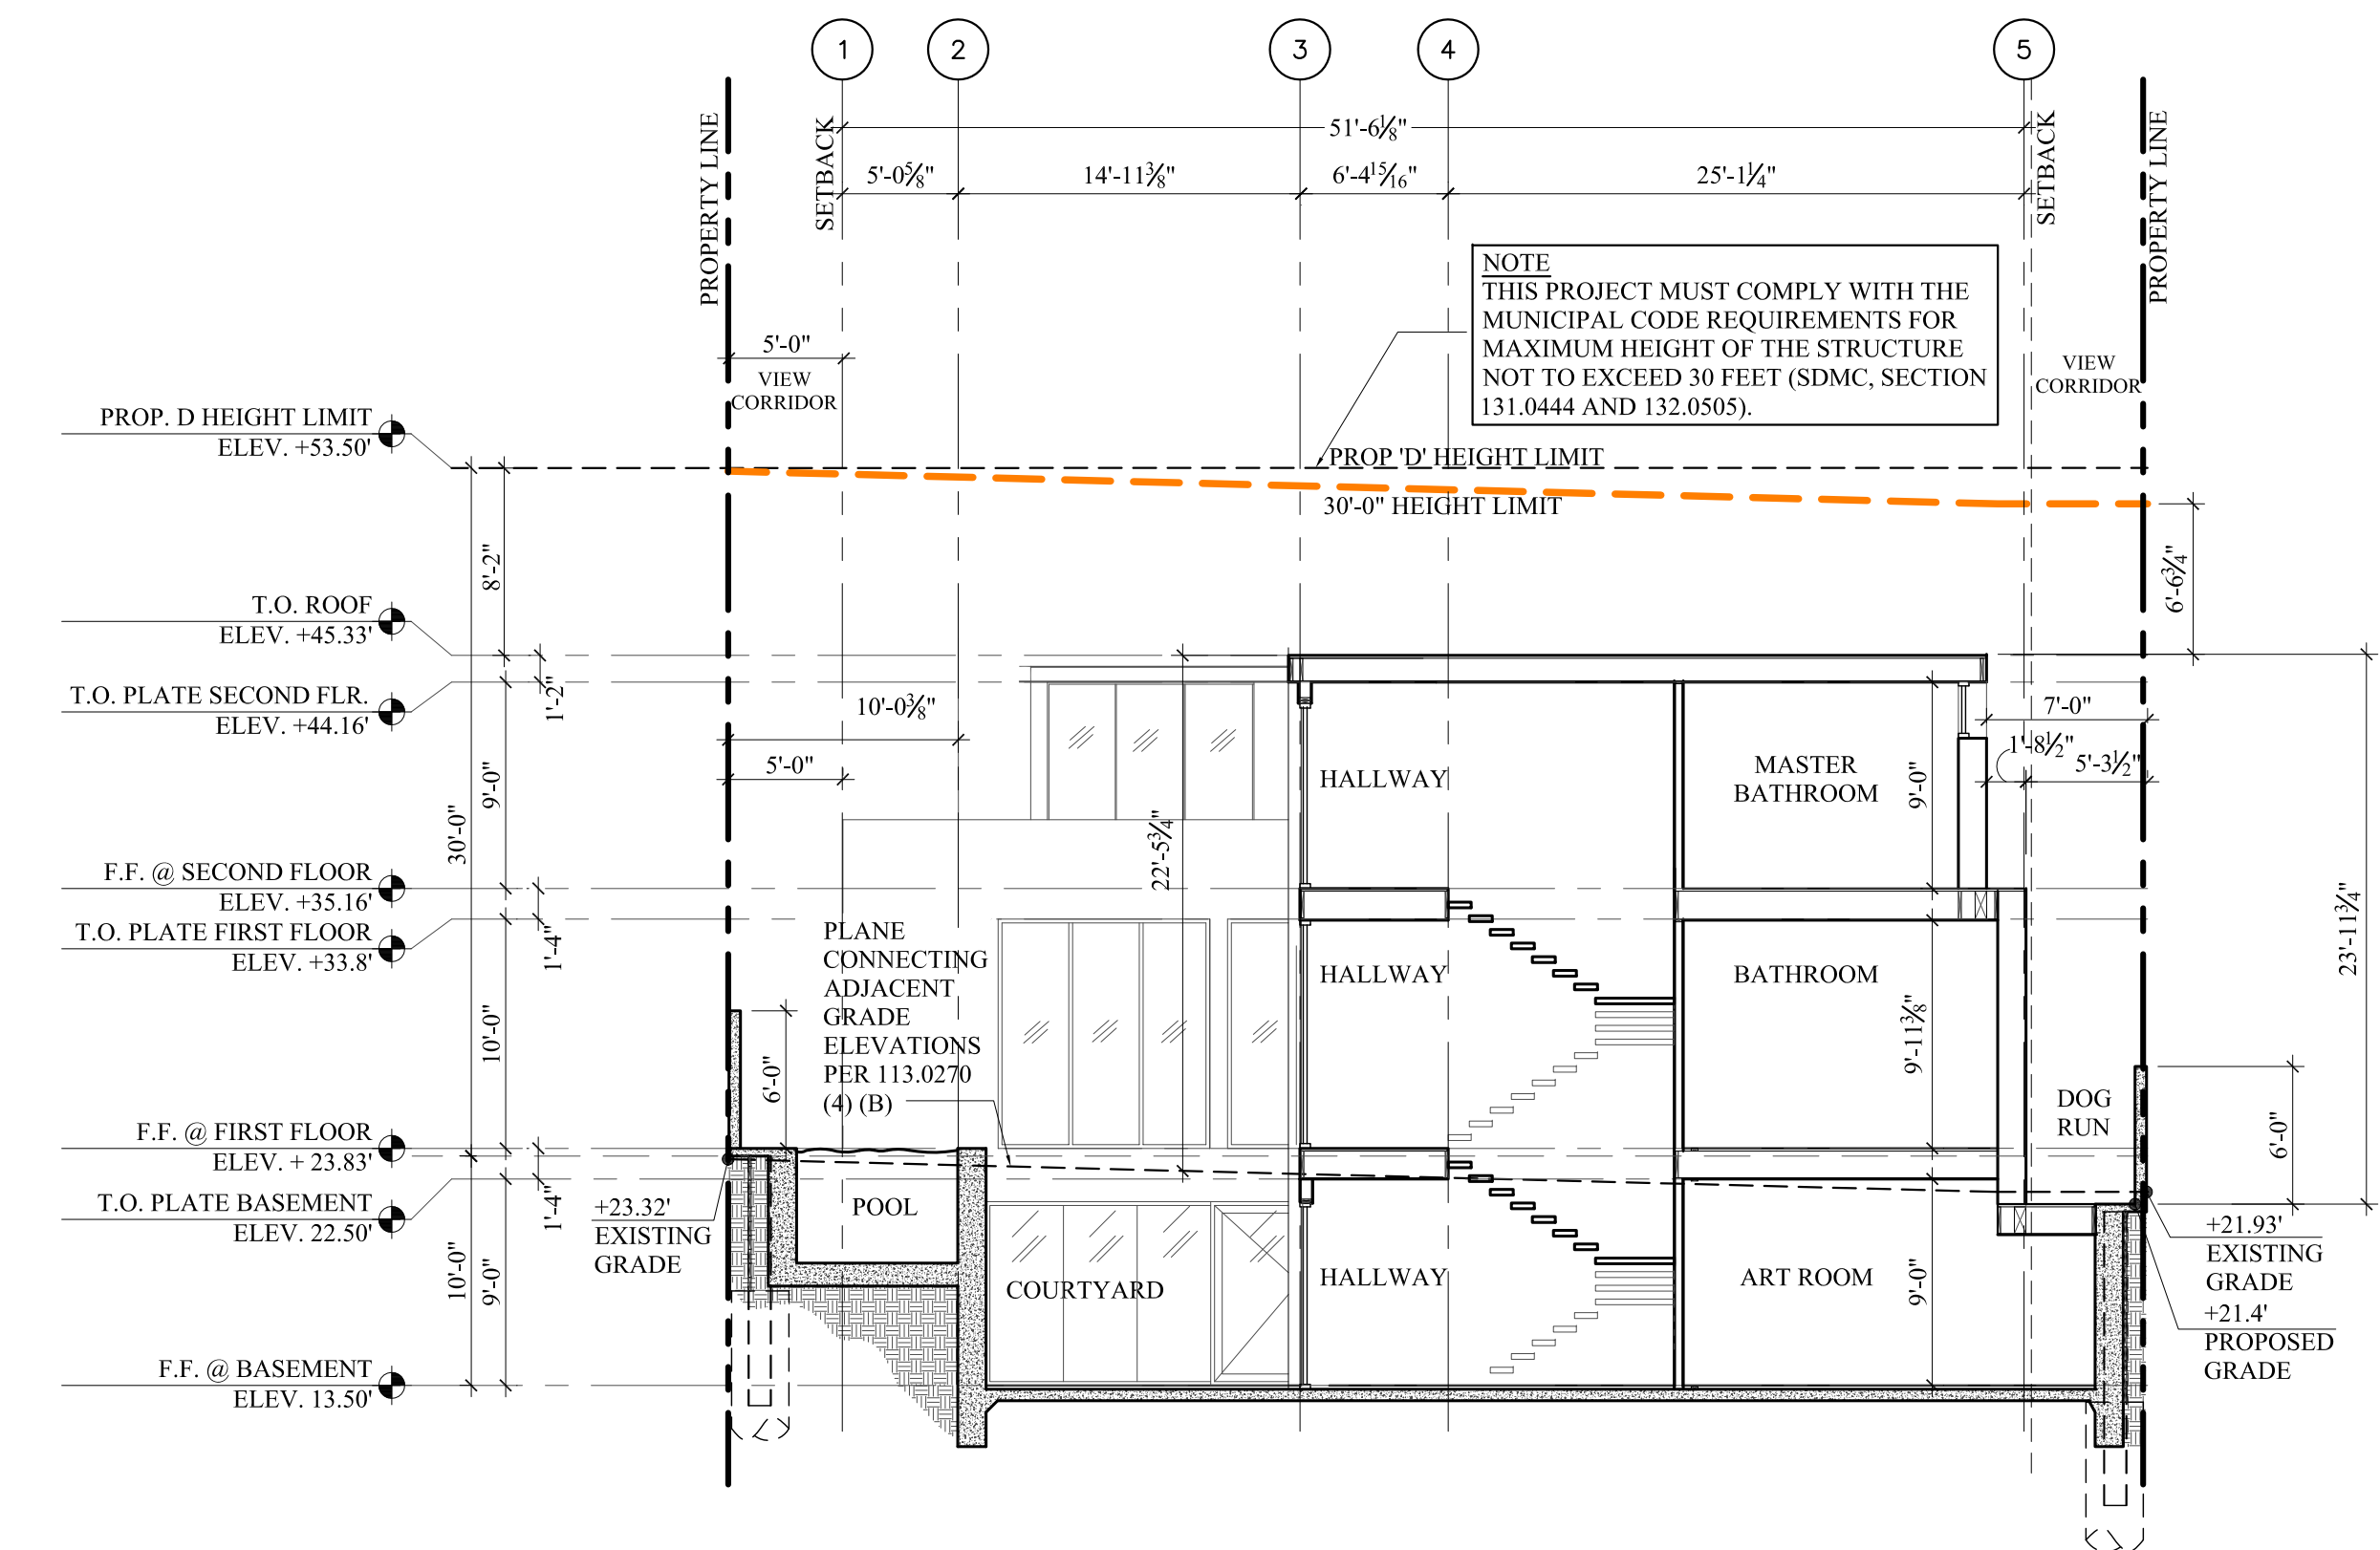 1
2
3
4
5
PROPERTY LINE
SETBACK
51'-6⅛"
5'-0⅝"
14'-11⅜"
6'-4¹⁵⁄₁₆"
25'-1¼"
SETBACK
PROPERTY LINE
NOTE
THIS PROJECT MUST COMPLY WITH THE
MUNICIPAL CODE REQUIREMENTS FOR
MAXIMUM HEIGHT OF THE STRUCTURE
NOT TO EXCEED 30 FEET (SDMC, SECTION
131.0444 AND 132.0505).
5'-0"
VIEW
CORRIDOR
VIEW
CORRIDOR
PROP. D HEIGHT LIMIT
ELEV. +53.50'
PROP 'D' HEIGHT LIMIT
30'-0" HEIGHT LIMIT
8'-2"
6'-6¾"
T.O. ROOF
ELEV. +45.33'
T.O. PLATE SECOND FLR.
ELEV. +44.16'
1'-2"
10'-0⅜"
5'-0"
7'-0"
1'-8½"
5'-3½"
HALLWAY
MASTER
BATHROOM
9'-0"
9'-0"
30'-0"
22'-5¾"
F.F. @ SECOND FLOOR
ELEV. +35.16'
T.O. PLATE FIRST FLOOR
ELEV. +33.8'
1'-4"
PLANE
CONNECTING
ADJACENT
GRADE
ELEVATIONS
PER 113.0270
(4) (B)
HALLWAY
BATHROOM
23'-11¾"
10'-0"
6'-0"
9'-11⅜"
DOG
RUN
6'-0"
F.F. @ FIRST FLOOR
ELEV. + 23.83'
T.O. PLATE BASEMENT
ELEV. 22.50'
1'-4"
+23.32'
EXISTING
GRADE
POOL
COURTYARD
HALLWAY
ART ROOM
9'-0"
+21.93'
EXISTING
GRADE
+21.4'
PROPOSED
GRADE
10'-0"
9'-0"
F.F. @ BASEMENT
ELEV. 13.50'